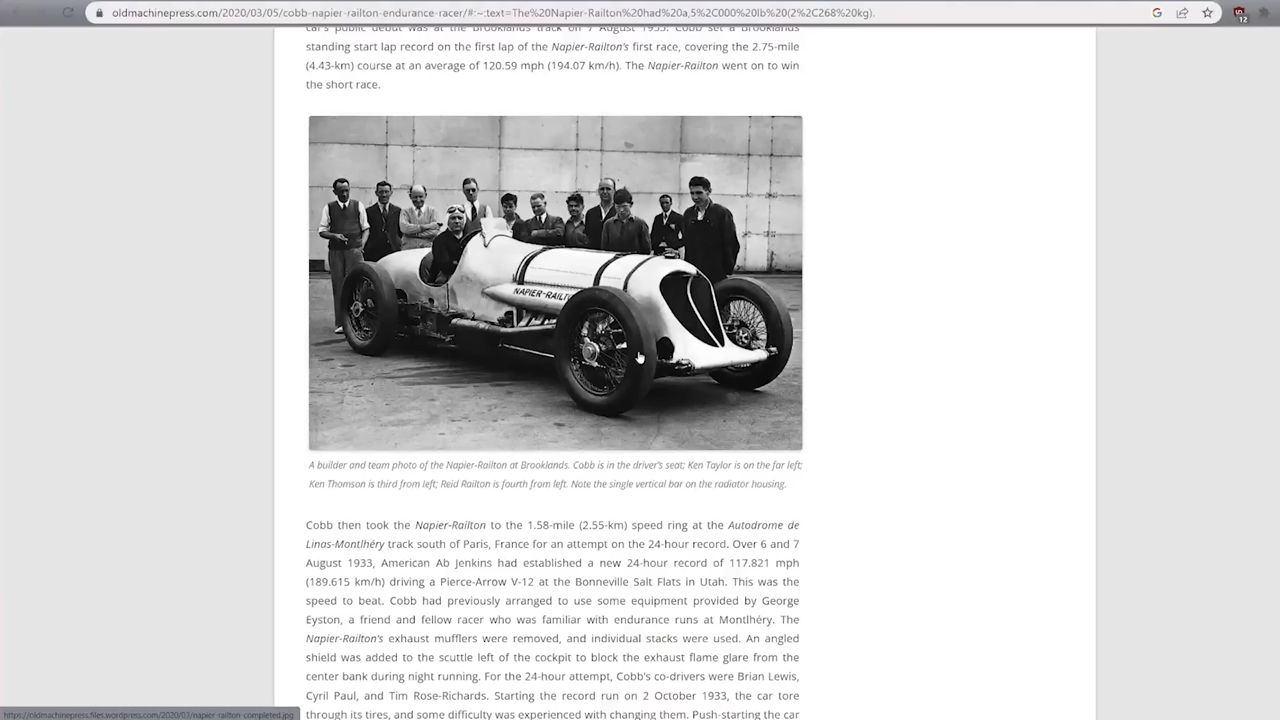 oldmachinepress.com/2020/03/05/cobb-napier-railton-endurance-racer/#:~:text=The%20Napier-Railton%20had%20a,5%2C000%20lb%20(2%2C268%20kg).
12
car's public debut was at the Brooklands track on 7 August 1933. Cobb set a Brooklands
standing start lap record on the first lap of the Napier-Railton's first race, covering the 2.75-mile
(4.43-km) course at an average of 120.59 mph (194.07 km/h). The Napier-Railton went on to win
the short race.
NAPIER-RAILTO
A builder and team photo of the Napier-Railton at Brooklands. Cobb is in the driver's seat; Ken Taylor is on the far left;
Ken Thomson is third from left; Reid Railton is fourth from left. Note the single vertical bar on the radiator housing.
Cobb then took the Napier-Railton to the 1.58-mile (2.55-km) speed ring at the Autodrome de
Linas-Montlhéry track south of Paris, France for an attempt on the 24-hour record. Over 6 and 7
August 1933, American Ab Jenkins had established a new 24-hour record of 117.821 mph
(189.615 km/h) driving a Pierce-Arrow V-12 at the Bonneville Salt Flats in Utah. This was the
speed to beat. Cobb had previously arranged to use some equipment provided by George
Eyston, a friend and fellow racer who was familiar with endurance runs at Montlhéry. The
Napier-Railton's exhaust mufflers were removed, and individual stacks were used. An angled
shield was added to the scuttle left of the cockpit to block the exhaust flame glare from the
center bank during night running. For the 24-hour attempt, Cobb's co-drivers were Brian Lewis,
Cyril Paul, and Tim Rose-Richards. Starting the record run on 2 October 1933, the car tore
through its tires, and some difficulty was experienced with changing them. Push-starting the car
https://oldmachinepress.files.wordpress.com/2020/03/napier-railton-completed.jpg